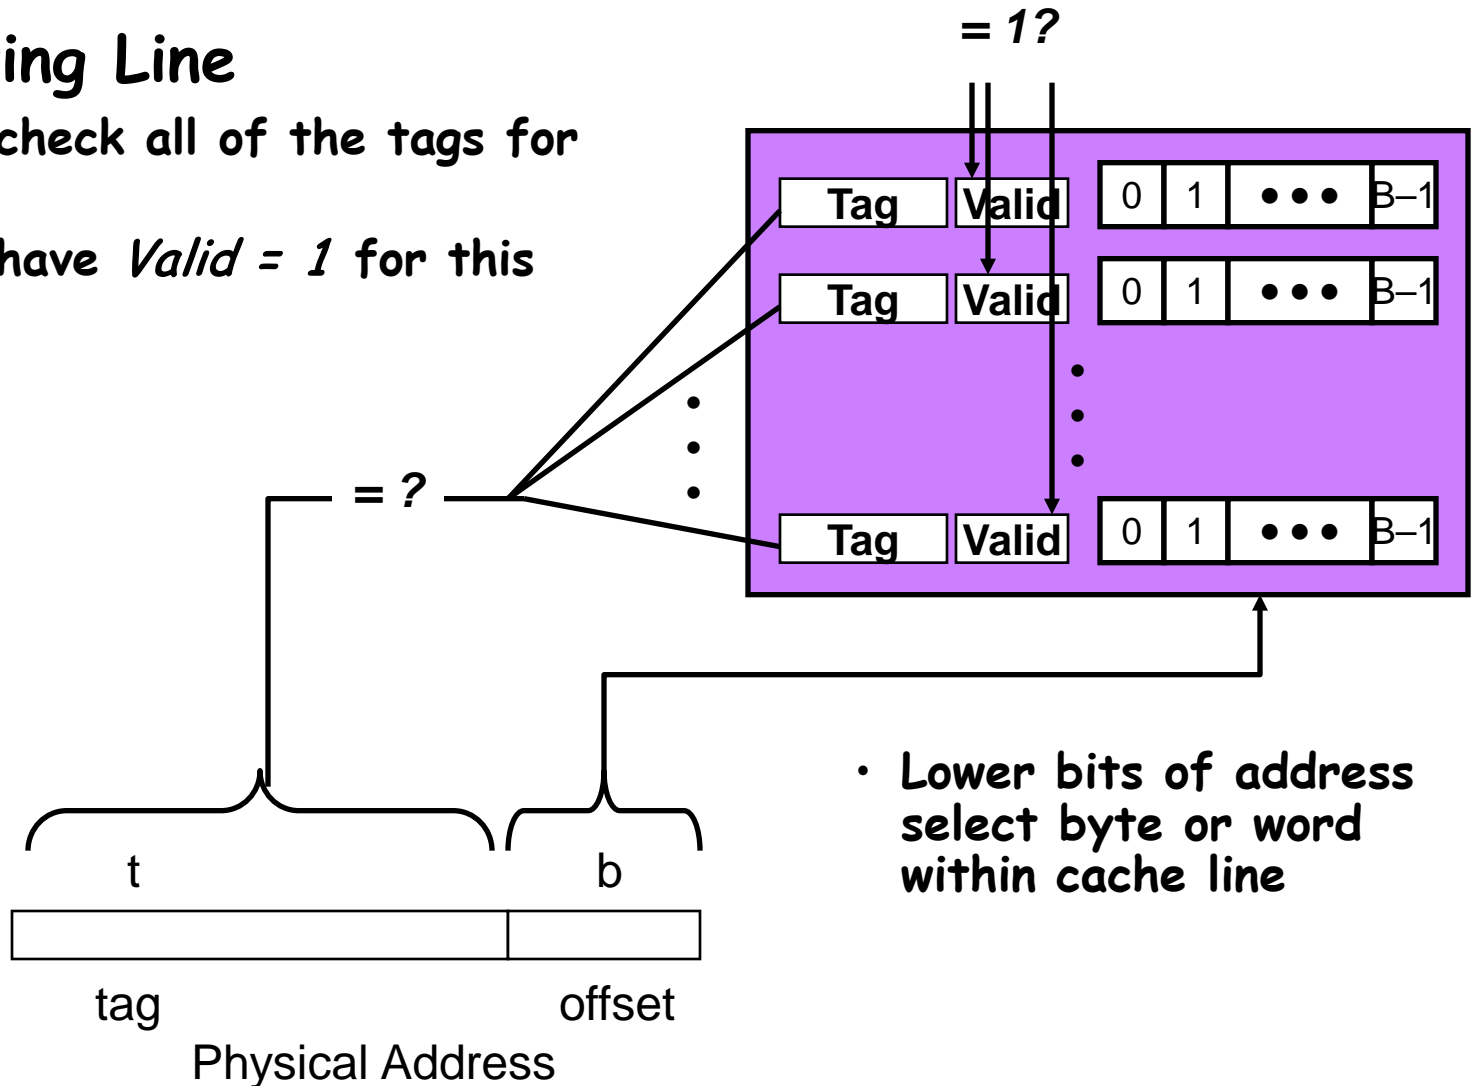 ing Line
check all of the tags for
have Valid = 1 for this
= 1?
Tag Valid 0 1 ••• B–1
Tag Valid 0 1 ••• B–1
Tag Valid 0 1 ••• B–1
= ?
t b
tag offset
Physical Address
• Lower bits of address
select byte or word
within cache line